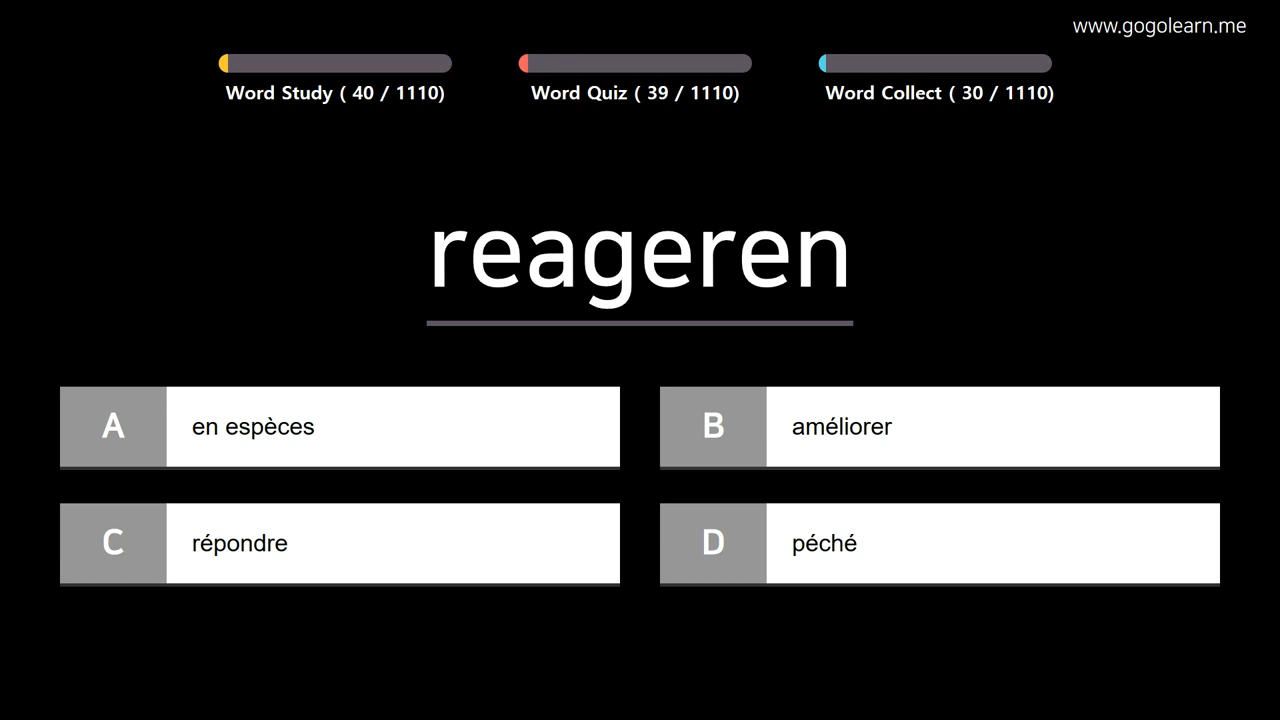 www.gogolearn.me
Word Study ( 40 / 1110)
Word Quiz ( 39 / 1110)
Word Collect ( 30 / 1110)
reageren
A en espèces
B améliorer
C répondre
D péché